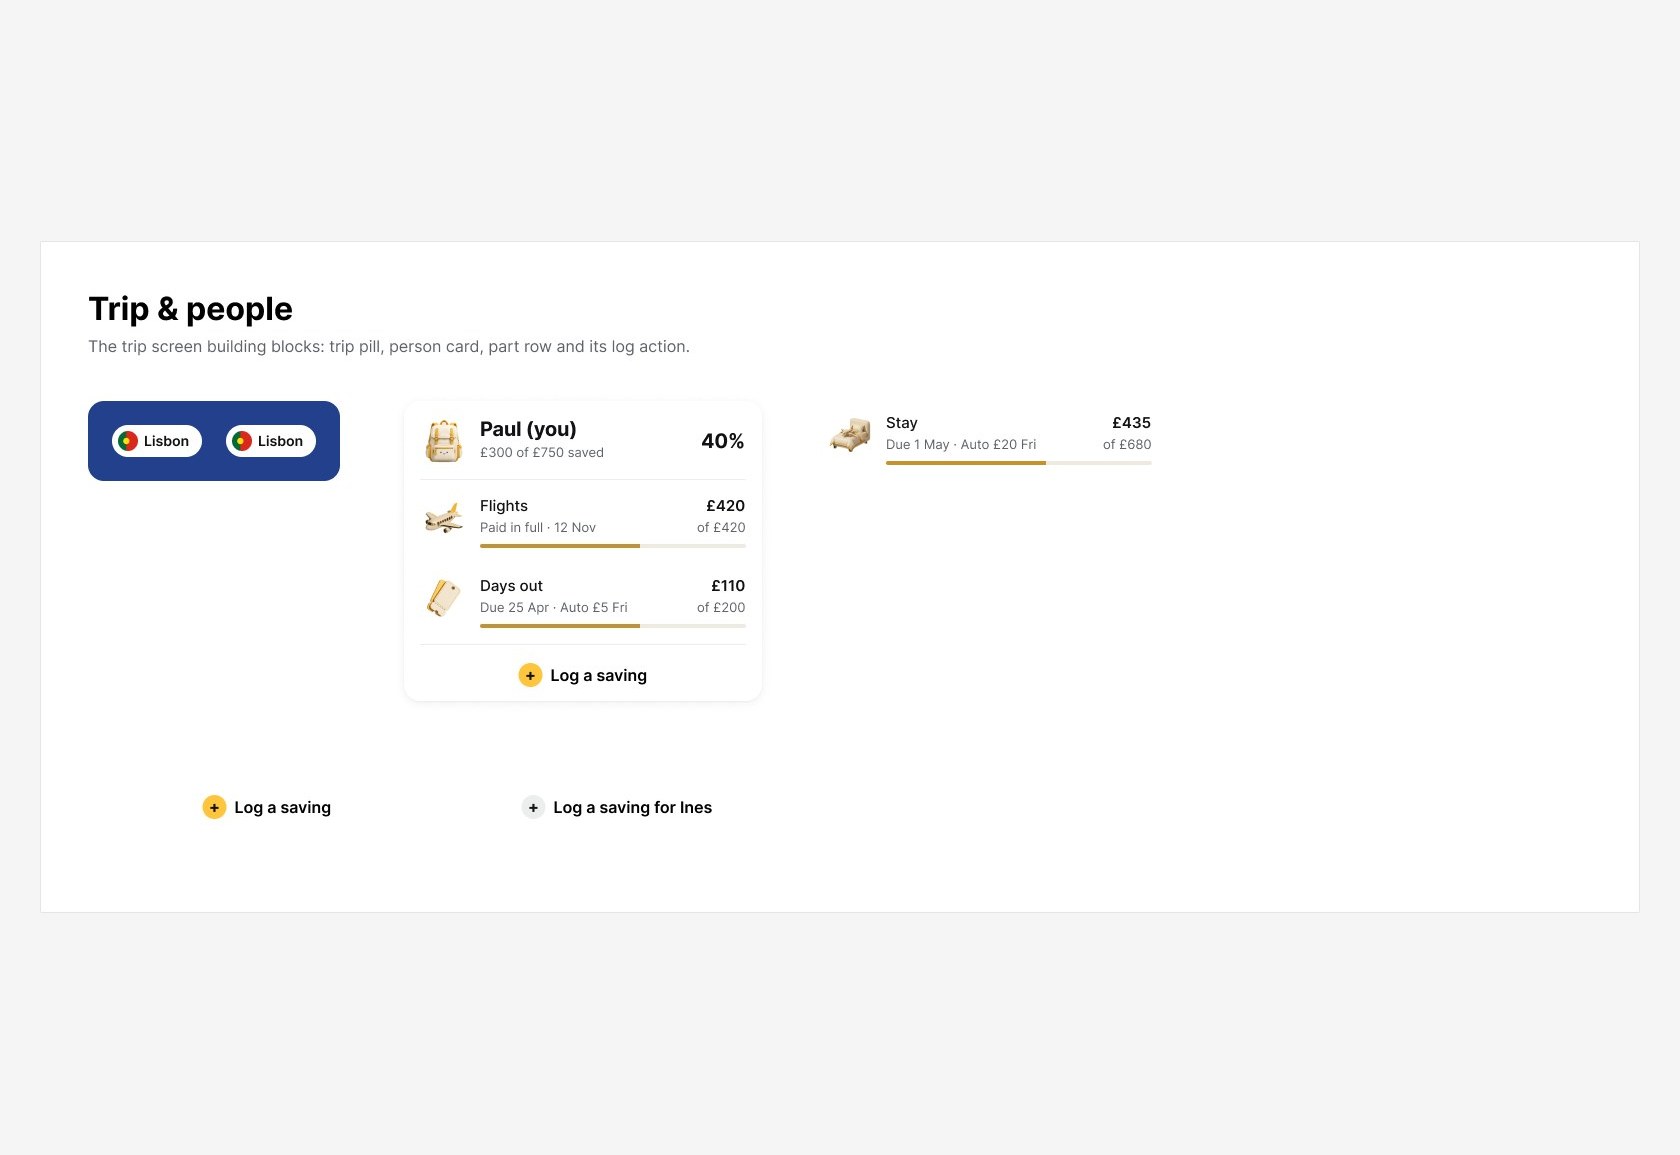 Trip & people
The trip screen building blocks: trip pill, person card, part row and its log action.
Lisbon
Lisbon
Paul (you)
£300 of £750 saved
40%
Flights
£420
Paid in full · 12 Nov
of £420
Days out
£110
Due 25 Apr · Auto £5 Fri
of £200
+ Log a saving
Stay
£435
Due 1 May · Auto £20 Fri
of £680
+ Log a saving
+ Log a saving for Ines